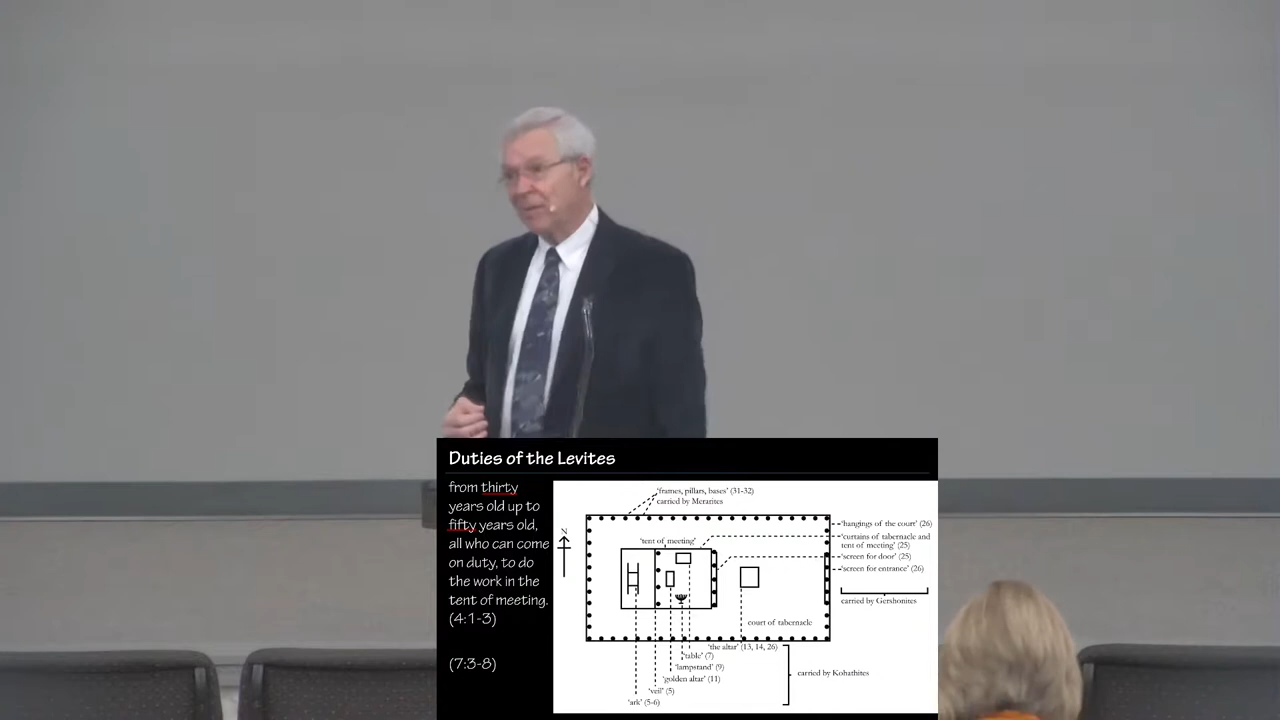 Duties of the Levites
from thirty
years old up to
fifty years old,
all who can come
on duty, to do
the work in the
tent of meeting.
(4:1-3)
(7:3-8)
'frames, pillars, bases' (31-32)
carried by Merarites
N
'tent of meeting'
'hangings of the court' (26)
'curtains of tabernacle and
tent of meeting' (25)
'screen for door' (25)
'screen for entrance' (26)
carried by Gershonites
court of tabernacle
'the altar' (13, 14, 26)
'table' (7)
'lampstand' (9)
'golden altar' (11)
'veil' (5)
'ark' (5-6)
carried by Kohathites